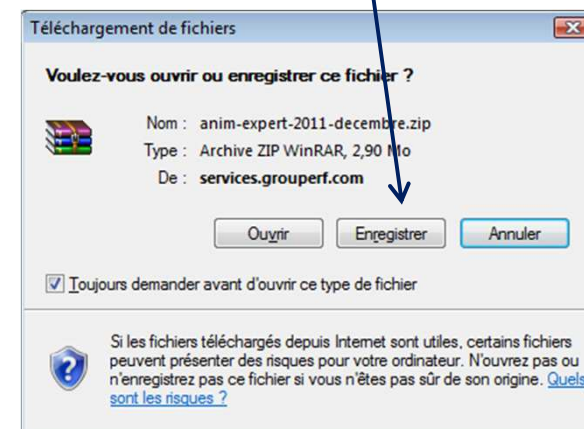 Téléchargement de fichiers
Voulez-vous ouvrir ou enregistrer ce fichier ?
Nom : anim-expert-2011-decembre.zip
Type : Archive ZIP WinRAR, 2,90 Mo
De : services.grouperf.com
Ouvrir Enregistrer Annuler
Toujours demander avant d'ouvrir ce type de fichier
Si les fichiers téléchargés depuis Internet sont utiles, certains fichiers
peuvent présenter des risques pour votre ordinateur. N'ouvrez pas ou
n'enregistrez pas ce fichier si vous n'êtes pas sûr de son origine. Quels
sont les risques ?